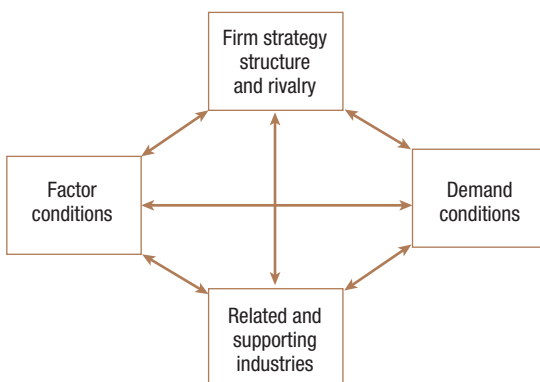 Firm strategy
structure
and rivalry
Factor
conditions
Demand
conditions
Related and
supporting
industries